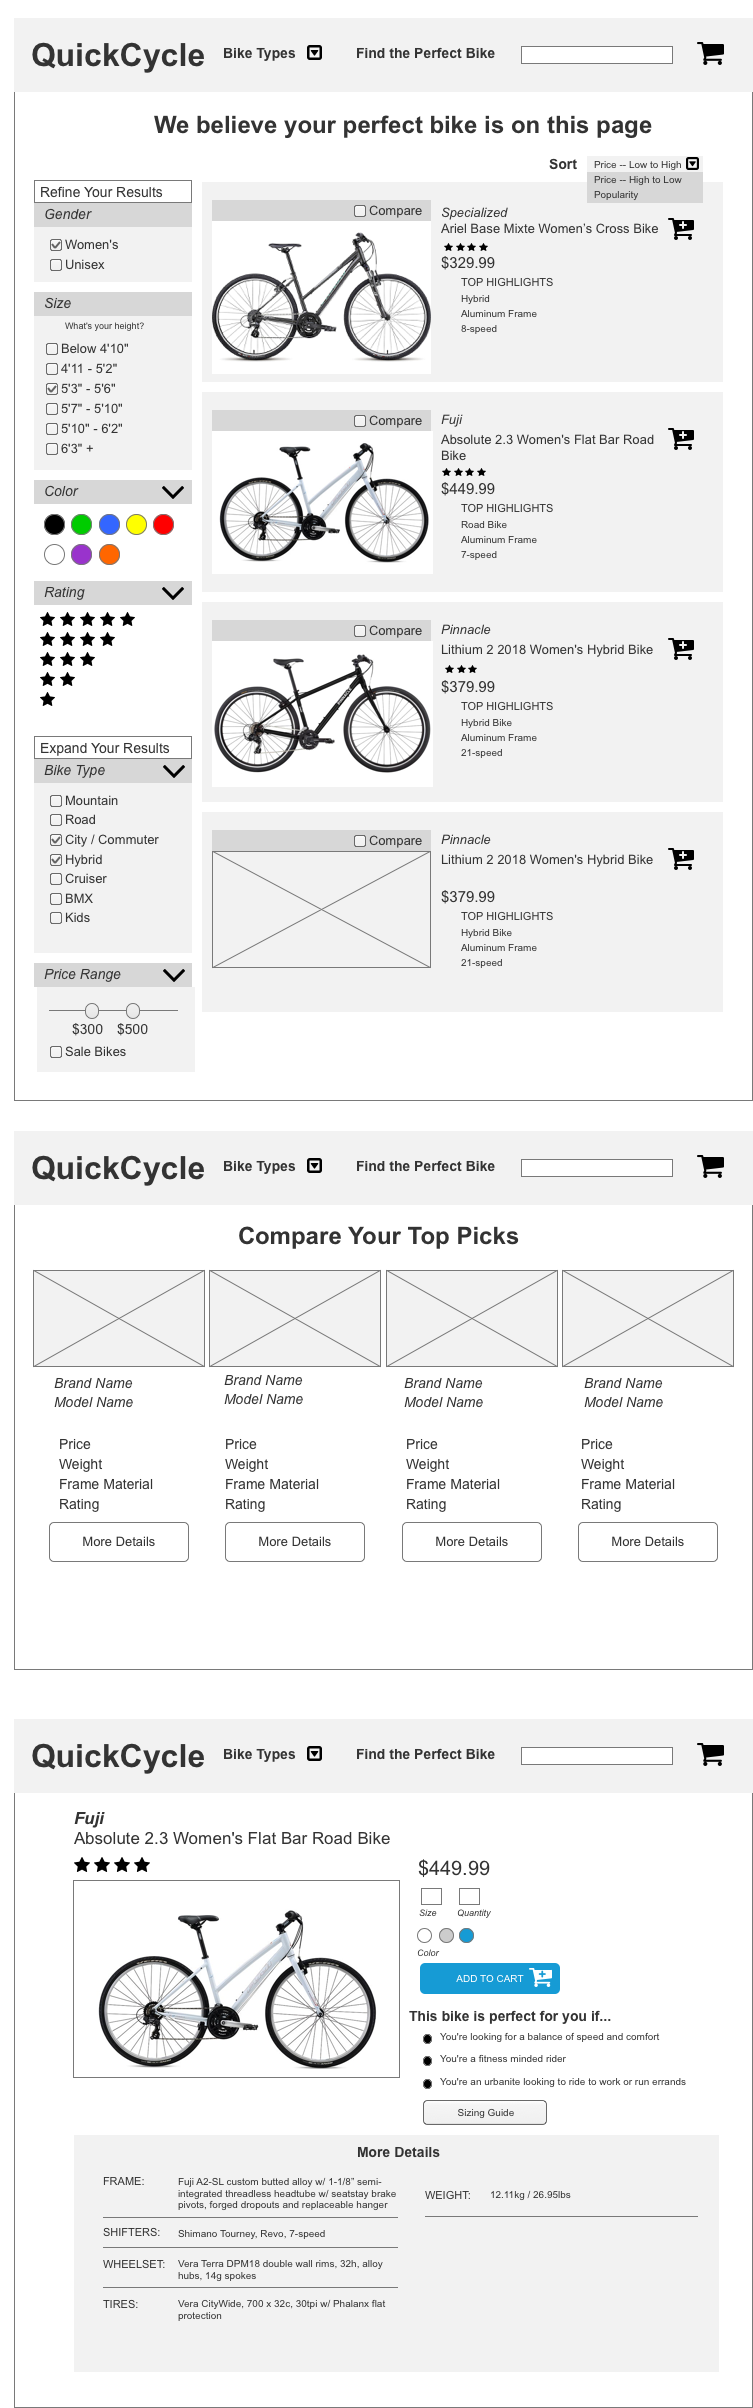 QuickCycle
Bike Types
Find the Perfect Bike
We believe your perfect bike is on this page
Sort
Price -- Low to High
Price -- High to Low
Popularity
Refine Your Results
Gender
Women's
Unisex
Size
What's your height?
Below 4'10"
4'11 - 5'2"
5'3" - 5'6"
5'7" - 5'10"
5'10" - 6'2"
6'3" +
Color
Rating
Expand Your Results
Bike Type
Mountain
Road
City / Commuter
Hybrid
Cruiser
BMX
Kids
Price Range
$300 $500
Sale Bikes
Compare
Specialized
Ariel Base Mixte Women's Cross Bike
$329.99
TOP HIGHLIGHTS
Hybrid
Aluminum Frame
8-speed
Compare
Fuji
Absolute 2.3 Women's Flat Bar Road
Bike
$449.99
TOP HIGHLIGHTS
Road Bike
Aluminum Frame
7-speed
Compare
Pinnacle
Lithium 2 2018 Women's Hybrid Bike
$379.99
TOP HIGHLIGHTS
Hybrid Bike
Aluminum Frame
21-speed
Compare
Pinnacle
Lithium 2 2018 Women's Hybrid Bike
$379.99
TOP HIGHLIGHTS
Hybrid Bike
Aluminum Frame
21-speed
QuickCycle
Bike Types
Find the Perfect Bike
Compare Your Top Picks
Brand Name
Model Name
Price
Weight
Frame Material
Rating
More Details
Brand Name
Model Name
Price
Weight
Frame Material
Rating
More Details
Brand Name
Model Name
Price
Weight
Frame Material
Rating
More Details
Brand Name
Model Name
Price
Weight
Frame Material
Rating
More Details
QuickCycle
Bike Types
Find the Perfect Bike
Fuji
Absolute 2.3 Women's Flat Bar Road Bike
$449.99
Size Quantity
Color
ADD TO CART
This bike is perfect for you if...
You're looking for a balance of speed and comfort
You're a fitness minded rider
You're an urbanite looking to ride to work or run errands
Sizing Guide
More Details
FRAME:
Fuji A2-SL custom butted alloy w/ 1-1/8" semi-
integrated threadless headtube w/ seatstay brake
pivots, forged dropouts and replaceable hanger
SHIFTERS:
Shimano Tourney, Revo, 7-speed
WHEELSET:
Vera Terra DPM18 double wall rims, 32h, alloy
hubs, 14g spokes
TIRES:
Vera CityWide, 700 x 32c, 30tpi w/ Phalanx flat
protection
WEIGHT:
12.11kg / 26.95lbs